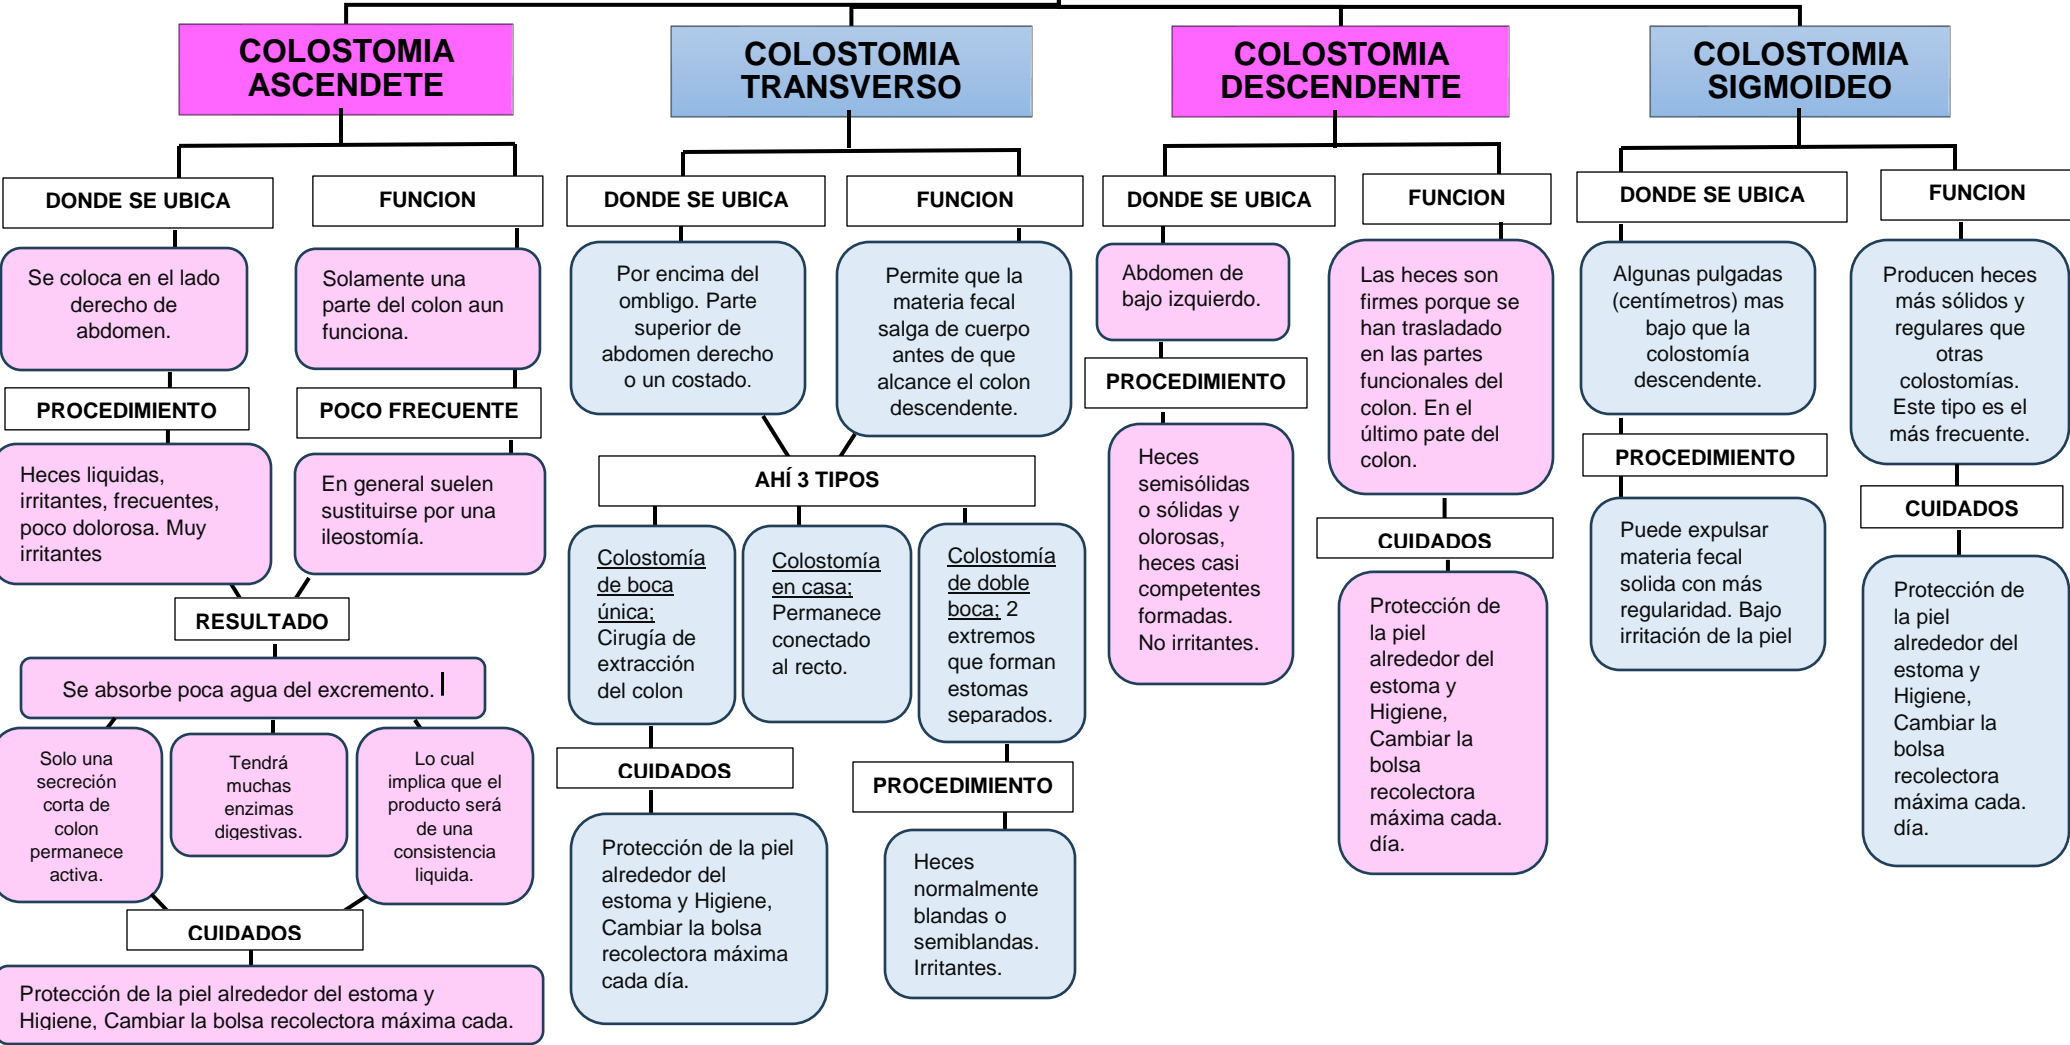 COLOSTOMIA
ASCENDETE
DONDE SE UBICA
Se coloca en el lado
derecho de
abdomen.
PROCEDIMIENTO
Heces liquidas,
irritantes, frecuentes,
poco dolorosa. Muy
irritantes
FUNCION
Solamente una
parte del colon aun
funciona.
POCO FRECUENTE
En general suelen
sustituirse por una
ileostomía.
RESULTADO
Se absorbe poca agua del excremento.
Solo una
secreción
corta de
colon
permanece
activa.
Tendrá
muchas
enzimas
digestivas.
Lo cual
implica que el
producto será
de una
consistencia
liquida.
CUIDADOS
Protección de la piel alrededor del estoma y
Higiene, Cambiar la bolsa recolectora máxima cada.
COLOSTOMIA
TRANSVERSO
DONDE SE UBICA
Por encima del
ombligo. Parte
superior de
abdomen derecho
o un costado.
FUNCION
Permite que la
materia fecal
salga de cuerpo
antes de que
alcance el colon
descendente.
AHÍ 3 TIPOS
Colostomía
de boca
única;
Cirugía de
extracción
del colon
Colostomía
en casa;
Permanece
conectado
al recto.
Colostomía
de doble
boca; 2
extremos
que forman
estomas
separados.
CUIDADOS
Protección de la piel
alrededor del
estoma y Higiene,
Cambiar la bolsa
recolectora máxima
cada día.
PROCEDIMIENTO
Heces
normalmente
blandas o
semiblandas.
Irritantes.
COLOSTOMIA
DESCENDENTE
DONDE SE UBICA
Abdomen de
bajo izquierdo.
PROCEDIMIENTO
Heces
semisólidas
o sólidas y
olorosas,
heces casi
competentes
formadas.
No irritantes.
FUNCION
Las heces son
firmes porque se
han trasladado
en las partes
funcionales del
colon. En el
último pate del
colon.
CUIDADOS
Protección de
la piel
alrededor del
estoma y
Higiene,
Cambiar la
bolsa
recolectora
máxima cada.
día.
COLOSTOMIA
SIGMOIDEO
DONDE SE UBICA
Algunas pulgadas
(centímetros) mas
bajo que la
colostomía
descendente.
PROCEDIMIENTO
Puede expulsar
materia fecal
solida con más
regularidad. Bajo
irritación de la piel
FUNCION
Producen heces
más sólidos y
regulares que
otras
colostomías.
Este tipo es el
más frecuente.
CUIDADOS
Protección de
la piel
alrededor del
estoma y
Higiene,
Cambiar la
bolsa
recolectora
máxima cada.
día.